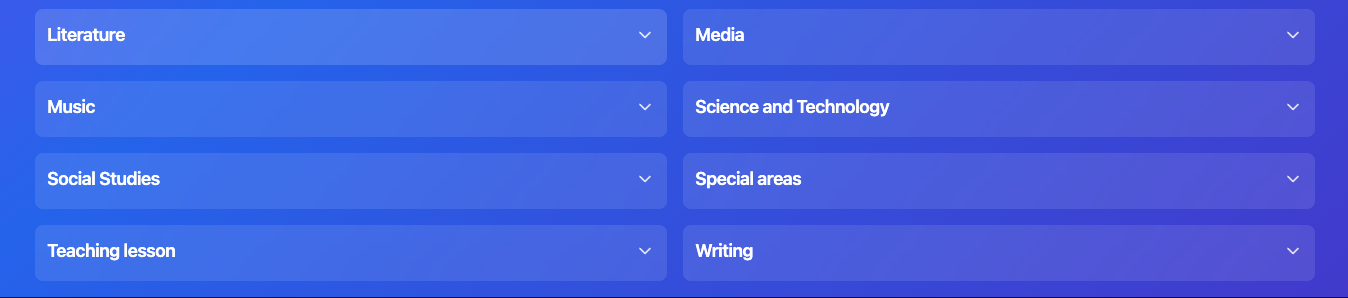 Literature
Media
Music
Science and Technology
Social Studies
Special areas
Teaching lesson
Writing